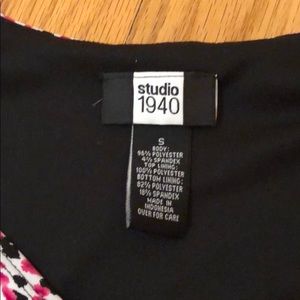 studio
1940
S
BODY:
96% POLYESTER
4% SPANDEX
TOP LINING:
100% POLYESTER
BOTTOM LINING:
82% POLYESTER
18% SPANDEX
MADE IN
INDONESIA
OVER FOR CARE